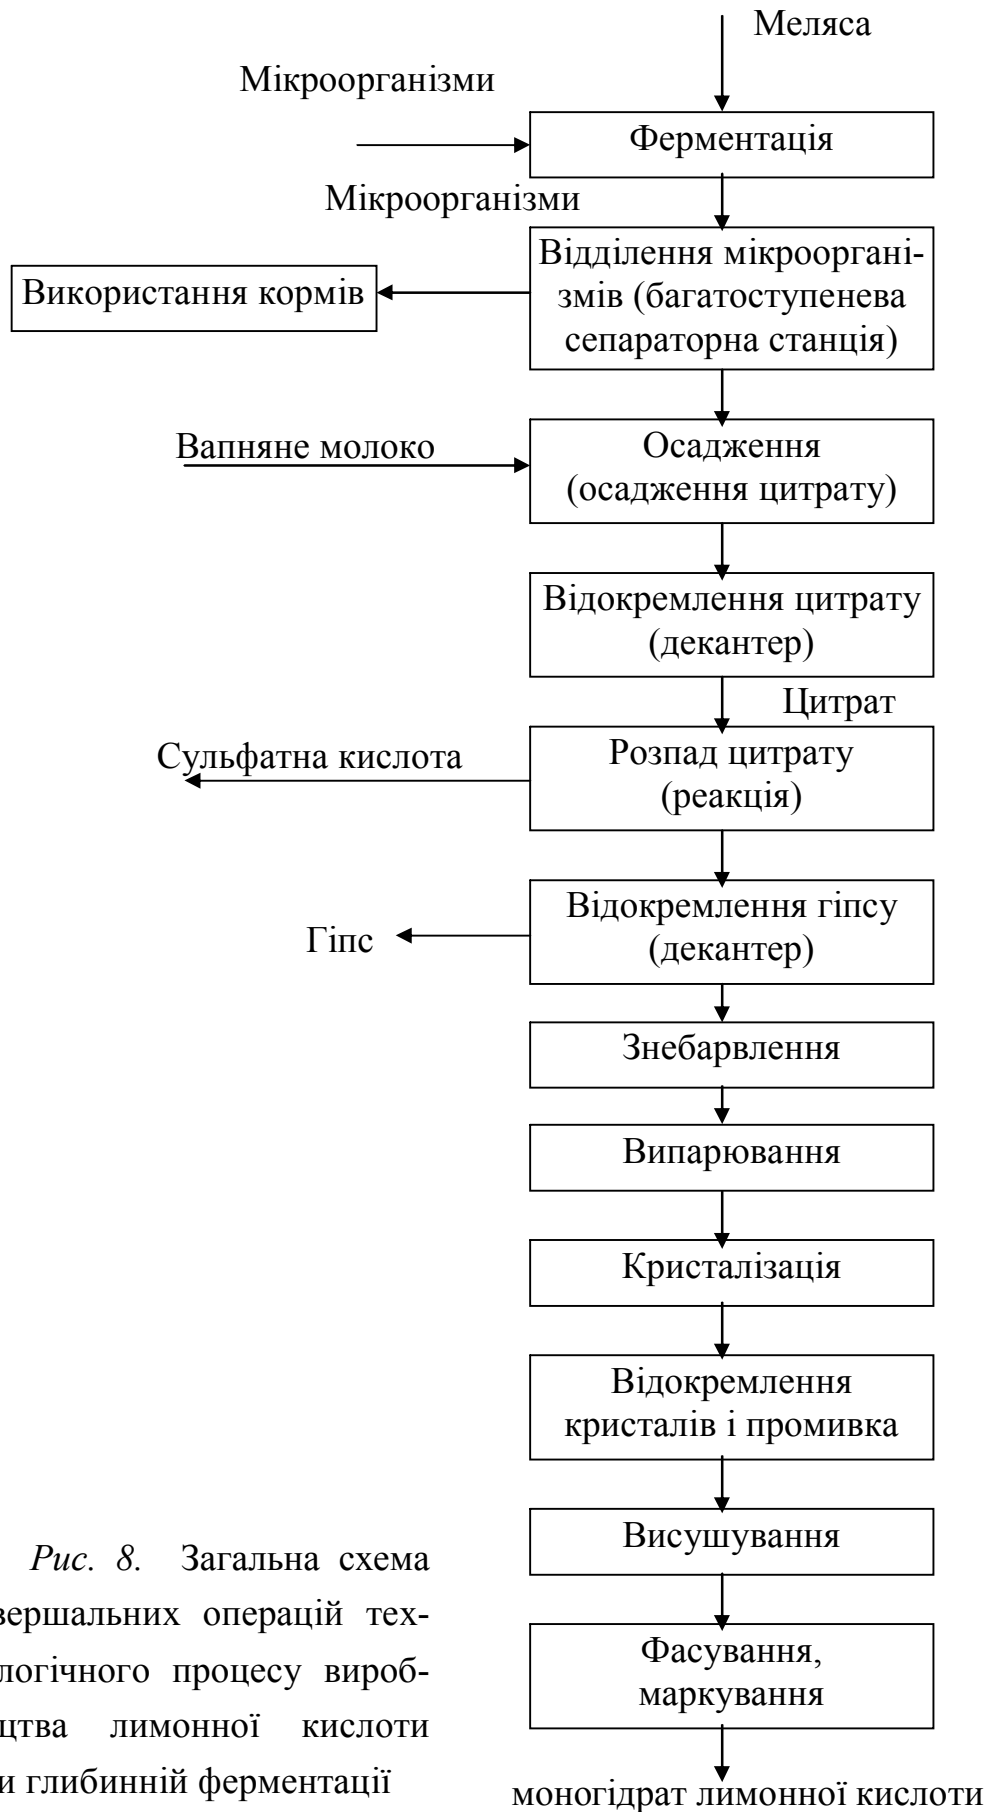 Меляса
Мікроорганізми
Ферментація
Мікроорганізми
Відділення мікрооргані-
змів (багатоступенева
сепараторна станція)
Використання кормів
Вапняне молоко
Осадження
(осадження цитрату)
Відокремлення цитрату
(декантер)
Цитрат
Сульфатна кислота
Розпад цитрату
(реакція)
Відокремлення гіпсу
(декантер)
Гіпс
Знебарвлення
Випарювання
Кристалізація
Відокремлення
кристалів і промивка
Висушування
Фасування,
маркування
моногідрат лимонної кислоти
Рис. 8. Загальна схема
вершальних операцій тех-
логічного процесу вироб-
цтва лимонної кислоти
и глибинній ферментації